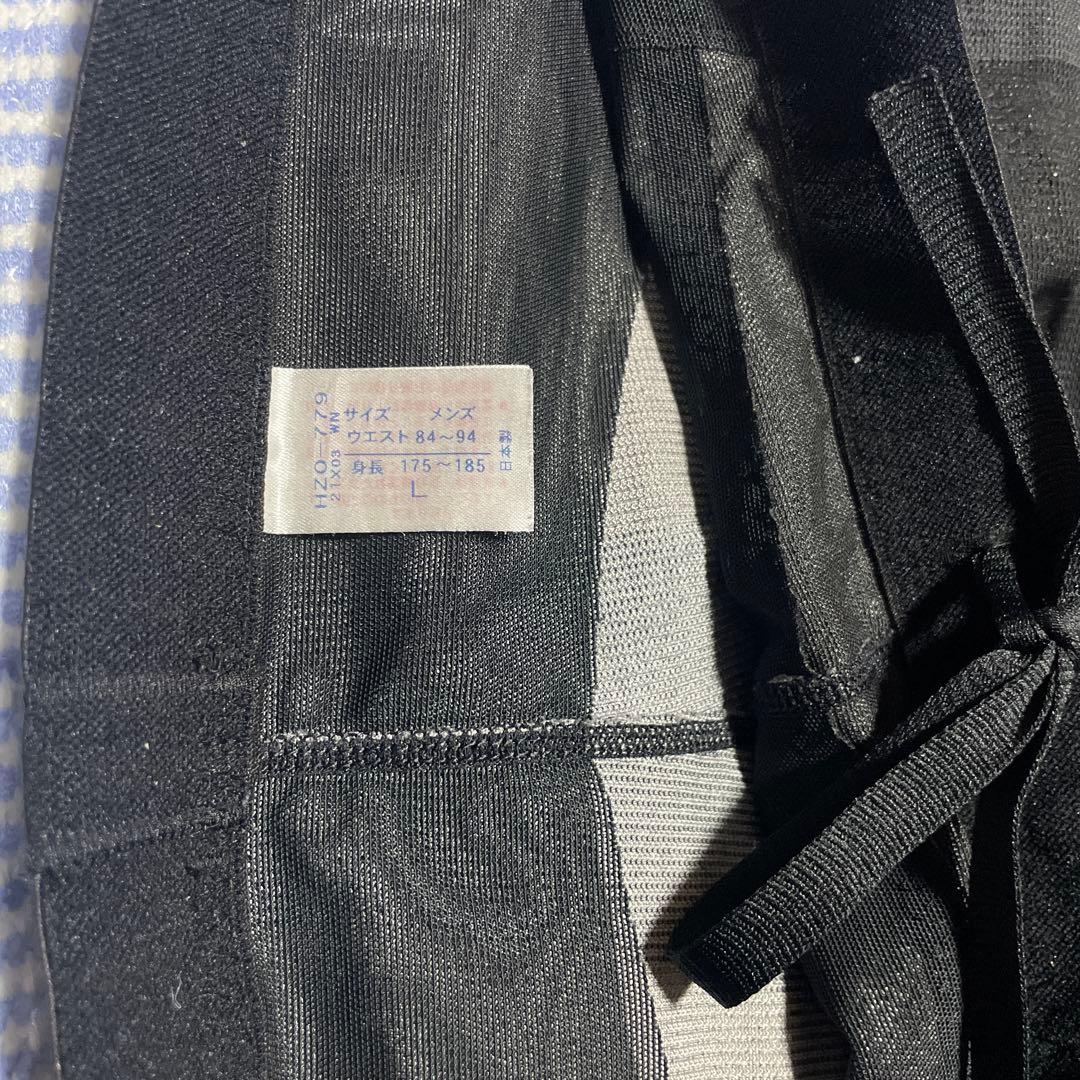 サイズ メンズ
ウエスト 84〜94
身長 175〜185
L
日本製
HZO-779
21X03 WN